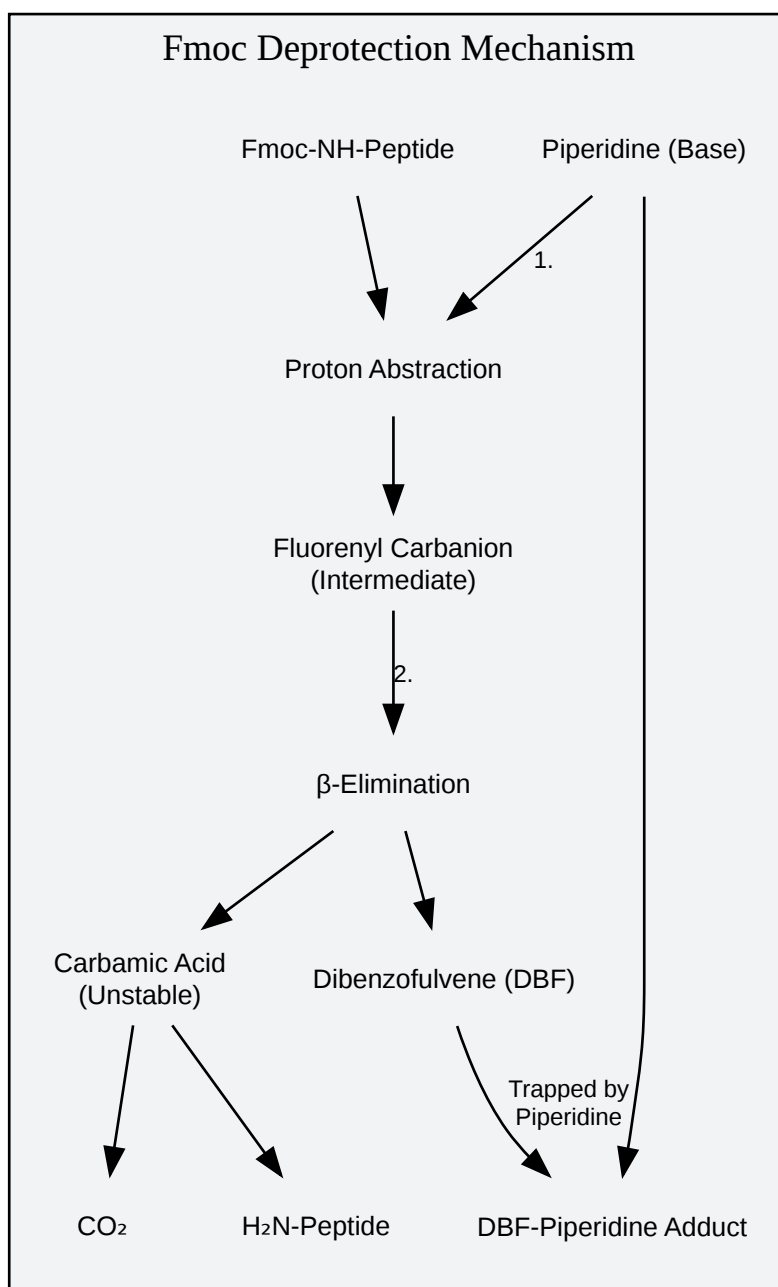 Fmoc Deprotection Mechanism
Fmoc-NH-Peptide
Piperidine (Base)
1.
Proton Abstraction
Fluorenyl Carbanion
(Intermediate)
2.
β-Elimination
Carbamic Acid
(Unstable)
Dibenzofulvene (DBF)
Trapped by
Piperidine
CO₂
H₂N-Peptide
DBF-Piperidine Adduct